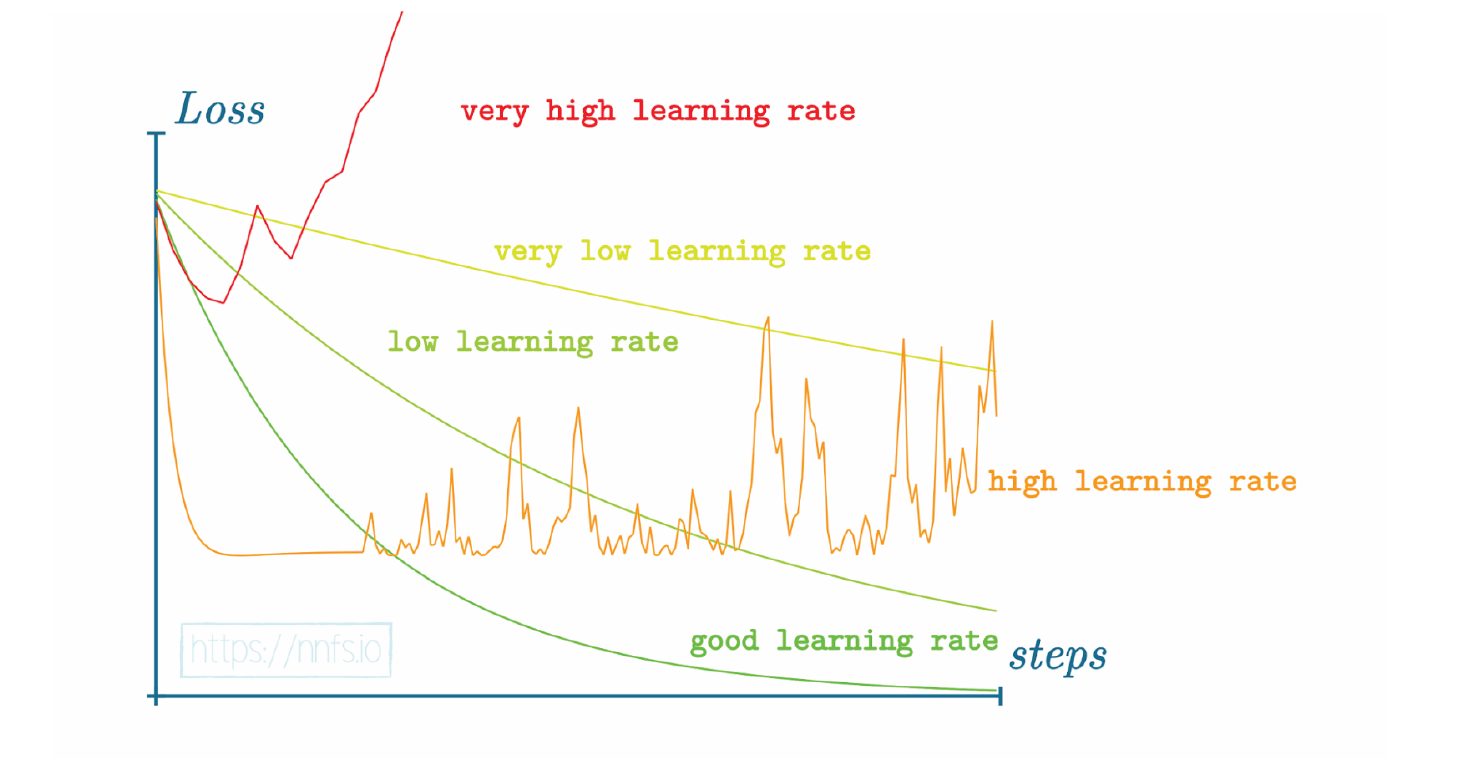 Loss
very high learning rate
very low learning rate
low learning rate
high learning rate
good learning rate
steps
https://nnfs.io